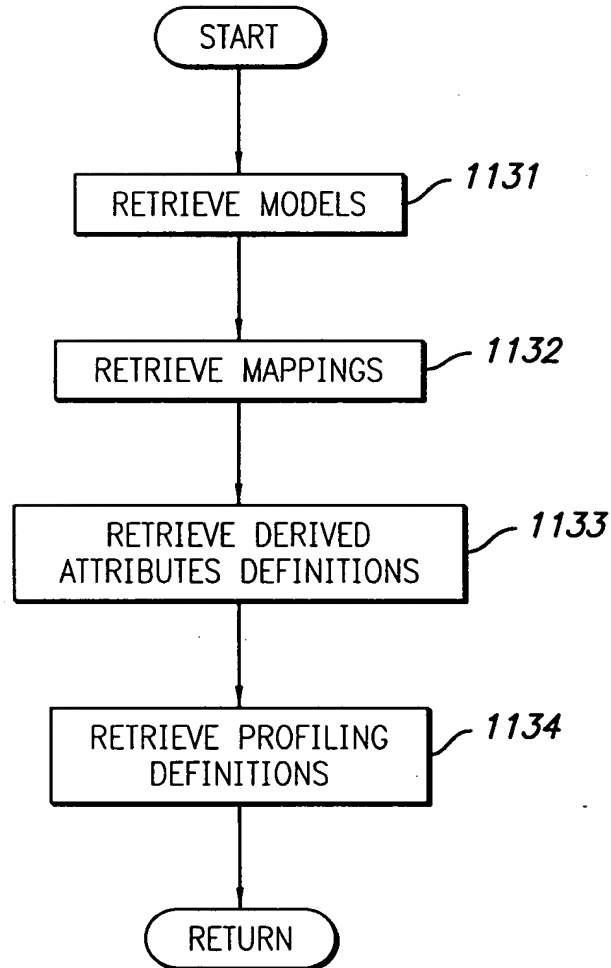 START
RETRIEVE MODELS
1131
RETRIEVE MAPPINGS
1132
RETRIEVE DERIVED
ATTRIBUTES DEFINITIONS
1133
RETRIEVE PROFILING
DEFINITIONS
1134
RETURN